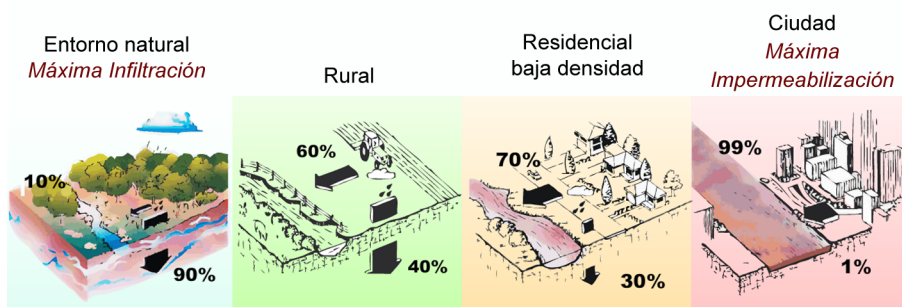 Entorno natural
Máxima Infiltración
10%
90%
Rural
60%
40%
Residencial
baja densidad
70%
30%
Ciudad
Máxima
Impermeabilización
99%
1%